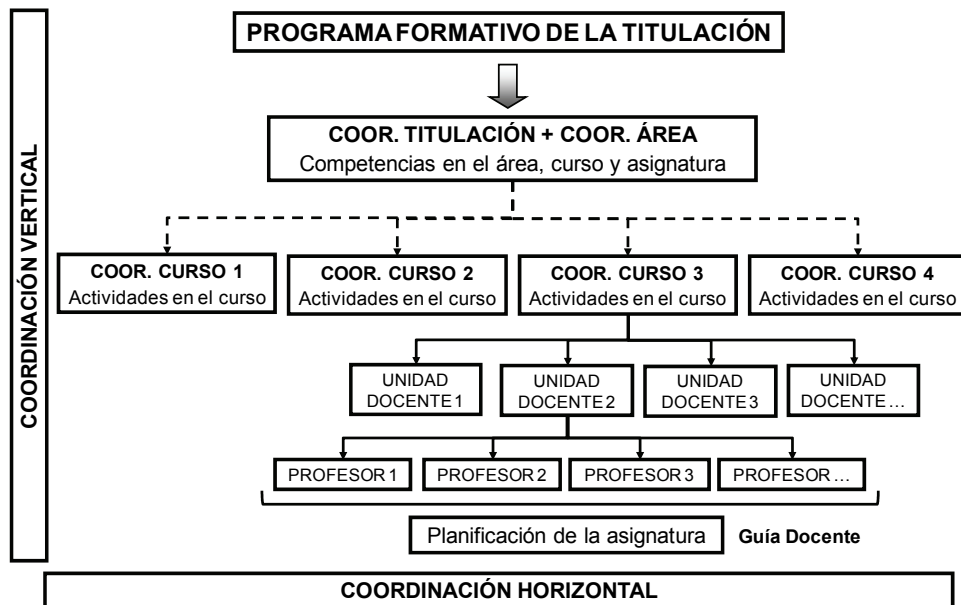 PROGRAMA FORMATIVO DE LA TITULACIÓN
COORDINACIÓN VERTICAL
COOR. TITULACIÓN + COOR. ÁREA
Competencias en el área, curso y asignatura
COOR. CURSO 1
Actividades en el curso
COOR. CURSO 2
Actividades en el curso
COOR. CURSO 3
Actividades en el curso
COOR. CURSO 4
Actividades en el curso
UNIDAD
DOCENTE 1
UNIDAD
DOCENTE 2
UNIDAD
DOCENTE 3
UNIDAD
DOCENTE ...
PROFESOR 1
PROFESOR 2
PROFESOR 3
PROFESOR ...
Planificación de la asignatura
Guía Docente
COORDINACIÓN HORIZONTAL